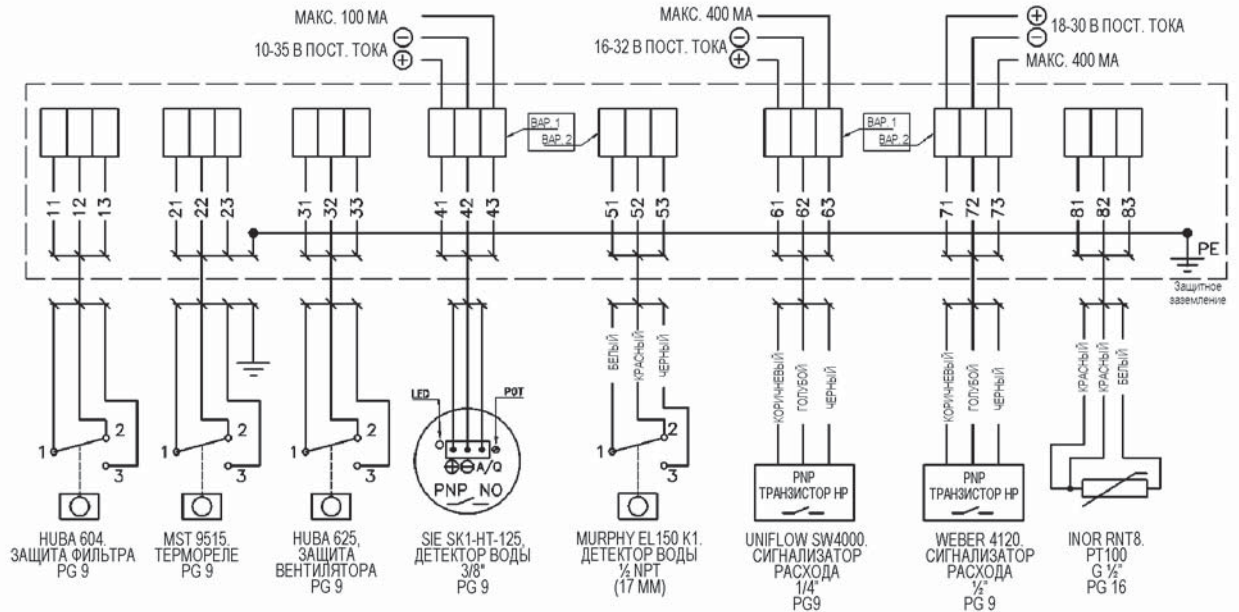 МАКС. 100 МА
10-35 В ПОСТ. ТОКА
МАКС. 400 МА
16-32 В ПОСТ. ТОКА
18-30 В ПОСТ. ТОКА
МАКС. 400 МА
ВАР. 1
ВАР. 2
ВАР. 1
ВАР. 2
11 12 13
21 22 23
31 32 33
41 42 43
51 52 53
61 62 63
71 72 73
81 82 83
PE
Защитное
заземление
1 2 3
1 2 3
1 2 3
LED
POT
A/Q
PNP NO
БЕЛЫЙ
КРАСНЫЙ
ЧЕРНЫЙ
1 2 3
КОРИЧНЕВЫЙ
ГОЛУБОЙ
ЧЕРНЫЙ
PNP
ТРАНЗИСТОР НР
КОРИЧНЕВЫЙ
ГОЛУБОЙ
ЧЕРНЫЙ
PNP
ТРАНЗИСТОР НР
КРАСНЫЙ
КРАСНЫЙ
БЕЛЫЙ
HUBA 604.
ЗАЩИТА ФИЛЬТРА
PG 9
MST 9515.
ТЕРМОРЕЛЕ
PG 9
HUBA 625,
ЗАЩИТА
ВЕНТИЛЯТОРА
PG 9
SIE SK1-HT-125,
ДЕТЕКТОР ВОДЫ
3/8"
PG 9
MURPHY EL150 K1.
ДЕТЕКТОР ВОДЫ
½ NPT
(17 ММ)
UNIFLOW SW4000.
СИГНАЛИЗАТОР
РАСХОДА
1/4"
PG9
WEBER 4120.
СИГНАЛИЗАТОР
РАСХОДА
½"
PG 9
INOR RNT8.
PT100
G ½"
PG 16